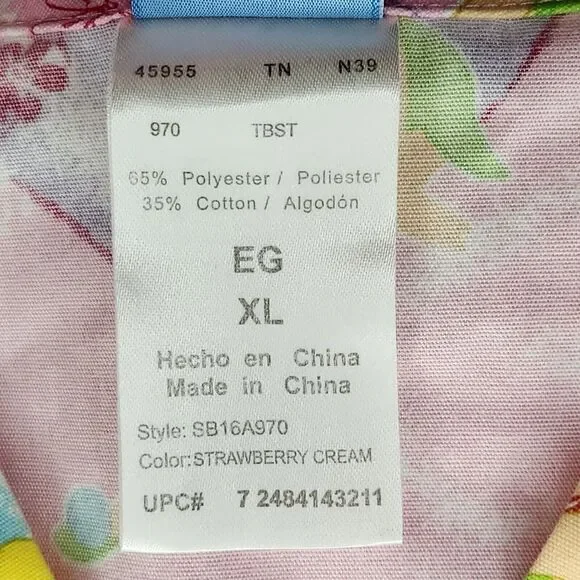 45955 TN N39
970 TBST
65% Polyester / Poliester
35% Cotton / Algodón
EG
XL
Hecho en China
Made in China
Style: SB16A970
Color:STRAWBERRY CREAM
UPC# 7 2484143211